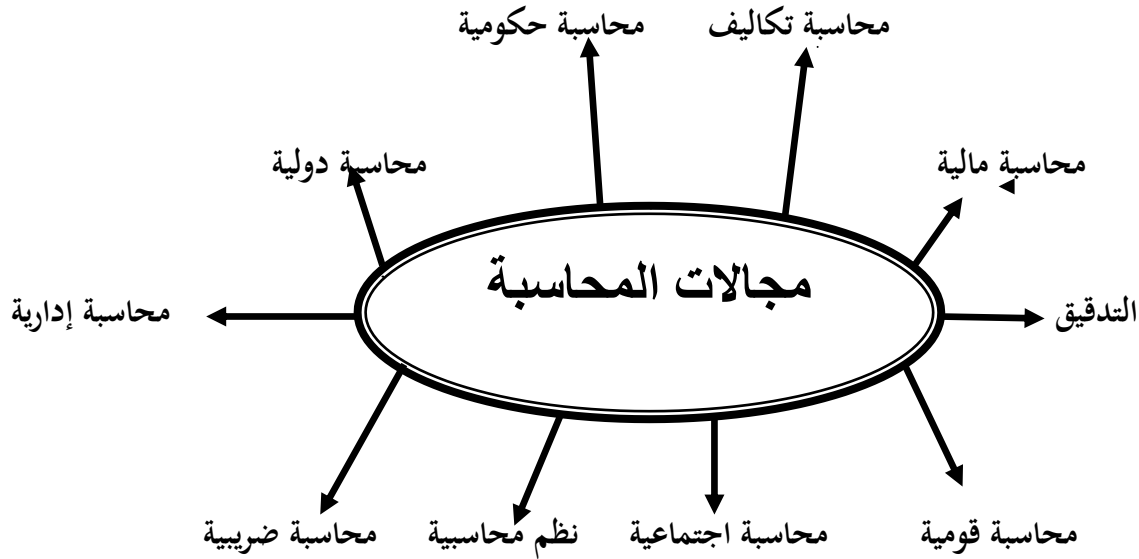 محاسبة تكاليف
محاسبة حكومية
محاسبة مالية
محاسبة دولية
مجالات المحاسبة
التدقيق
محاسبة إدارية
محاسبة قومية
محاسبة اجتماعية
نظم محاسبية
محاسبة ضريبية